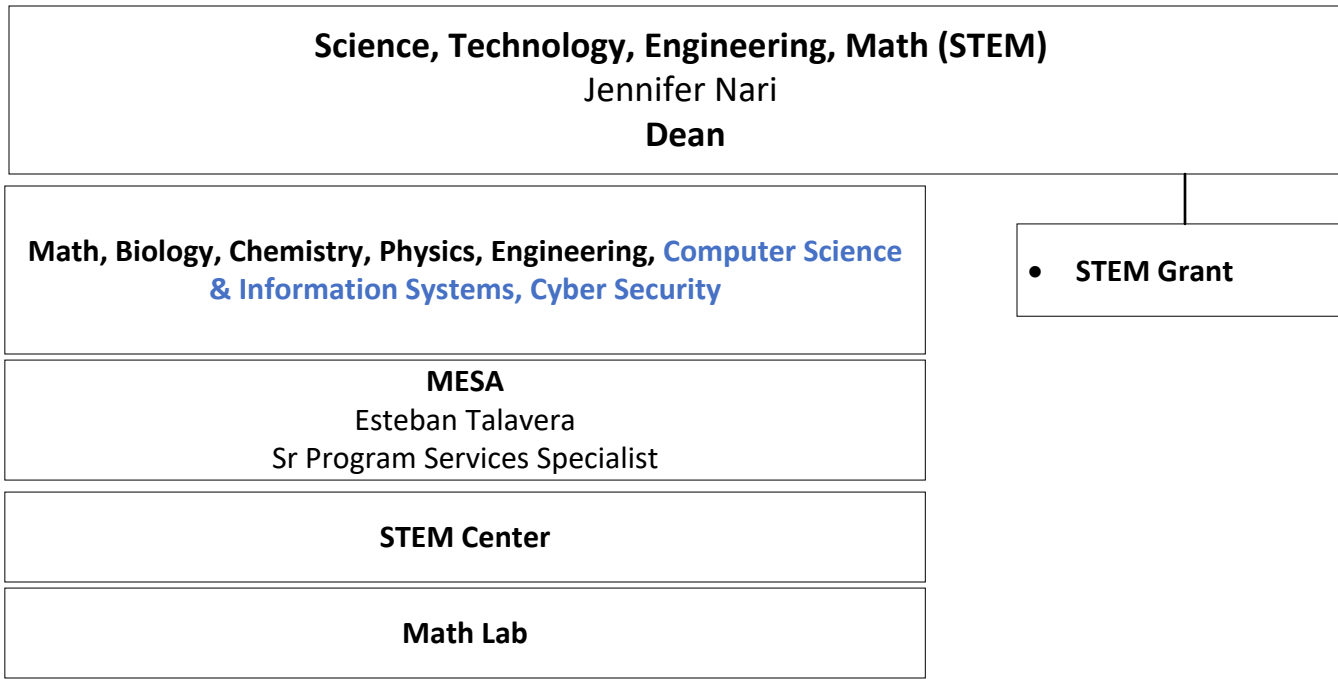 Science, Technology, Engineering, Math (STEM)
Jennifer Nari
Dean
Math, Biology, Chemistry, Physics, Engineering, Computer Science
& Information Systems, Cyber Security
• STEM Grant
MESA
Esteban Talavera
Sr Program Services Specialist
STEM Center
Math Lab